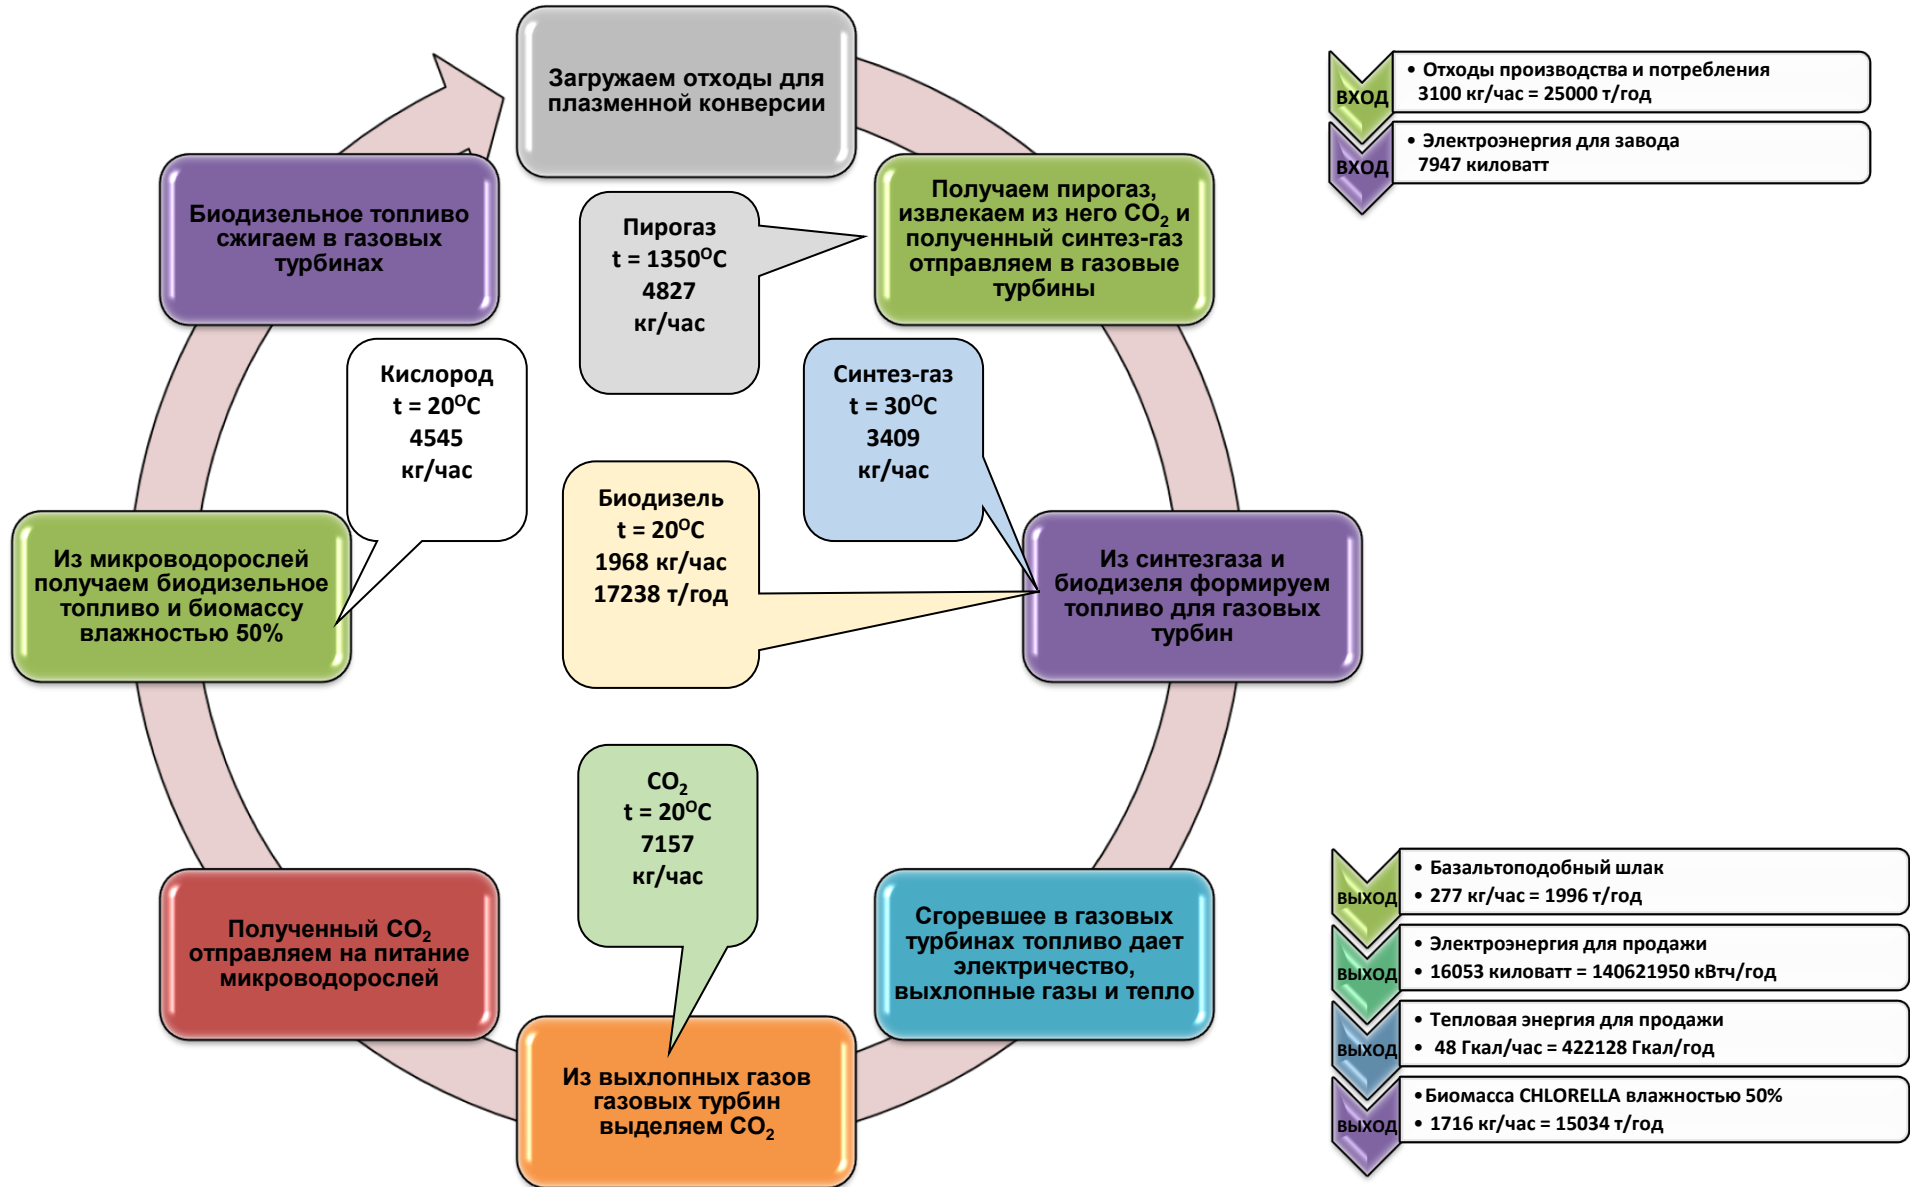 Загружаем отходы для
плазменной конверсии
Получаем пирогаз,
извлекаем из него CO₂ и
полученный синтез-газ
отправляем в газовые
турбины
Из синтезгаза и
биодизеля формируем
топливо для газовых
турбин
Сгоревшее в газовых
турбинах топливо дает
электричество,
выхлопные газы и тепло
Из выхлопных газов
газовых турбин
выделяем CO₂
Полученный CO₂
отправляем на питание
микроводорослей
Из микроводорослей
получаем биодизельное
топливо и биомассу
влажностью 50%
Биодизельное топливо
сжигаем в газовых
турбинах
Пирогаз
t = 1350ᴼC
4827
кг/час
Кислород
t = 20ᴼC
4545
кг/час
Синтез-газ
t = 30ᴼC
3409
кг/час
Биодизель
t = 20ᴼC
1968 кг/час
17238 т/год
CO₂
t = 20ᴼC
7157
кг/час
ВХОД
• Отходы производства и потребления
3100 кг/час = 25000 т/год
ВХОД
• Электроэнергия для завода
7947 киловатт
ВЫХОД
• Базальтоподобный шлак
• 277 кг/час = 1996 т/год
ВЫХОД
• Электроэнергия для продажи
• 16053 киловатт = 140621950 кВтч/год
ВЫХОД
• Тепловая энергия для продажи
• 48 Гкал/час = 422128 Гкал/год
ВЫХОД
•Биомасса CHLORELLA влажностью 50%
• 1716 кг/час = 15034 т/год